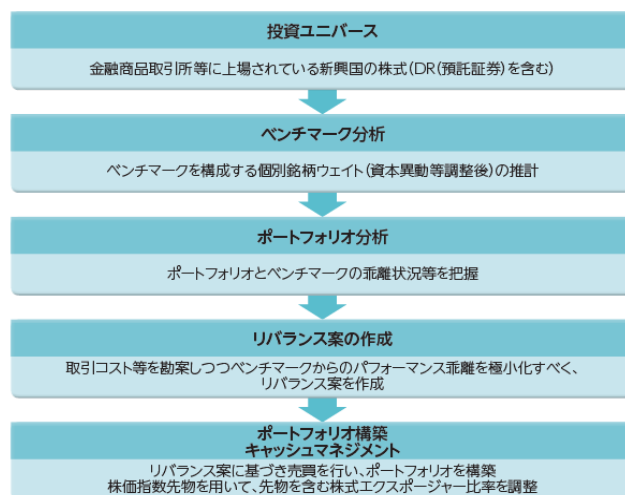 投資ユニバース
金融商品取引所等に上場されている新興国の株式(DR(預託証券)を含む)
ベンチマーク分析
ベンチマークを構成する個別銘柄ウェイト(資本異動等調整後)の推計
ポートフォリオ分析
ポートフォリオとベンチマークの乖離状況等を把握
リバランス案の作成
取引コスト等を勘案しつつベンチマークからのパフォーマンス乖離を極小化すべく、
リバランス案を作成
ポートフォリオ構築
キャッシュマネジメント
リバランス案に基づき売買を行い、ポートフォリオを構築
株価指数先物を用いて、先物を含む株式エクスポージャー比率を調整